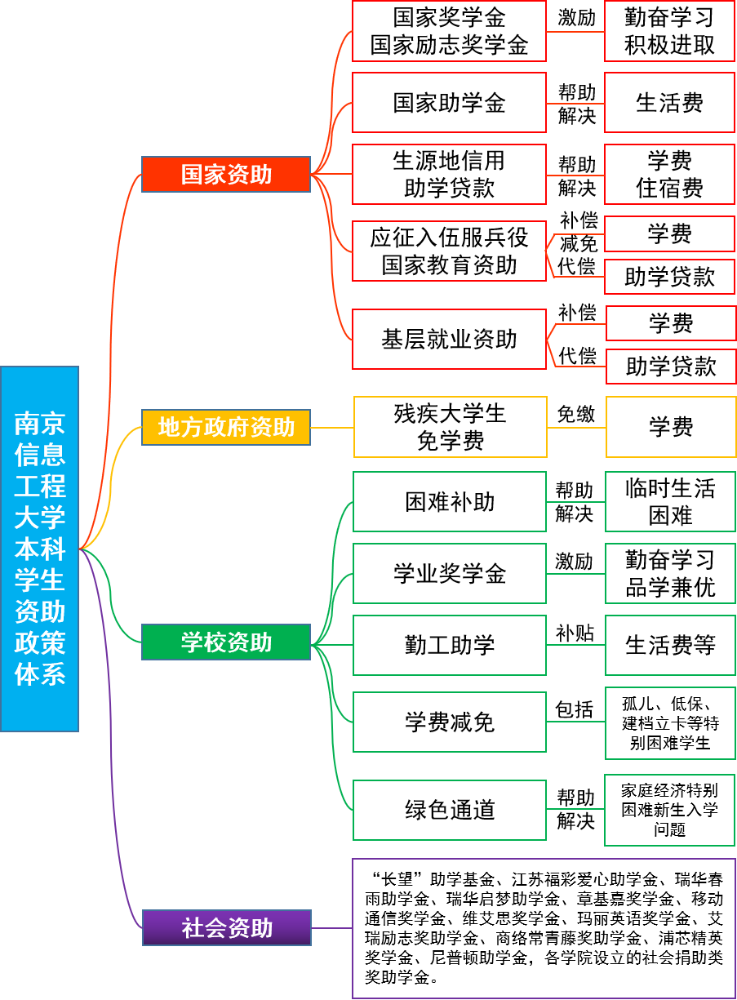 南京
信息
工程
大学
本科
学生
资助
政策
体系
国家资助
国家奖学金
国家励志奖学金
激励
勤奋学习
积极进取
国家助学金
帮助
解决
生活费
生源地信用
助学贷款
帮助
解决
学费
住宿费
应征入伍服兵役
国家教育资助
补偿
减免
学费
代偿
助学贷款
基层就业资助
补偿
学费
代偿
助学贷款
地方政府资助
残疾大学生
免学费
免缴
学费
学校资助
困难补助
帮助
解决
临时生活
困难
学业奖学金
激励
勤奋学习
品学兼优
勤工助学
补贴
生活费等
学费减免
包括
孤儿、低保、
建档立卡等特
别困难学生
绿色通道
帮助
解决
家庭经济特别
困难新生入学
问题
社会资助
“长望”助学基金、江苏福彩爱心助学金、瑞华春
雨助学金、瑞华启梦助学金、章基嘉奖学金、移动
通信奖学金、维艾思奖学金、玛丽英语奖学金、艾
瑞励志奖助学金、商络常青藤奖助学金、浦芯精英
奖学金、尼普顿助学金，各学院设立的社会捐助类
奖助学金。